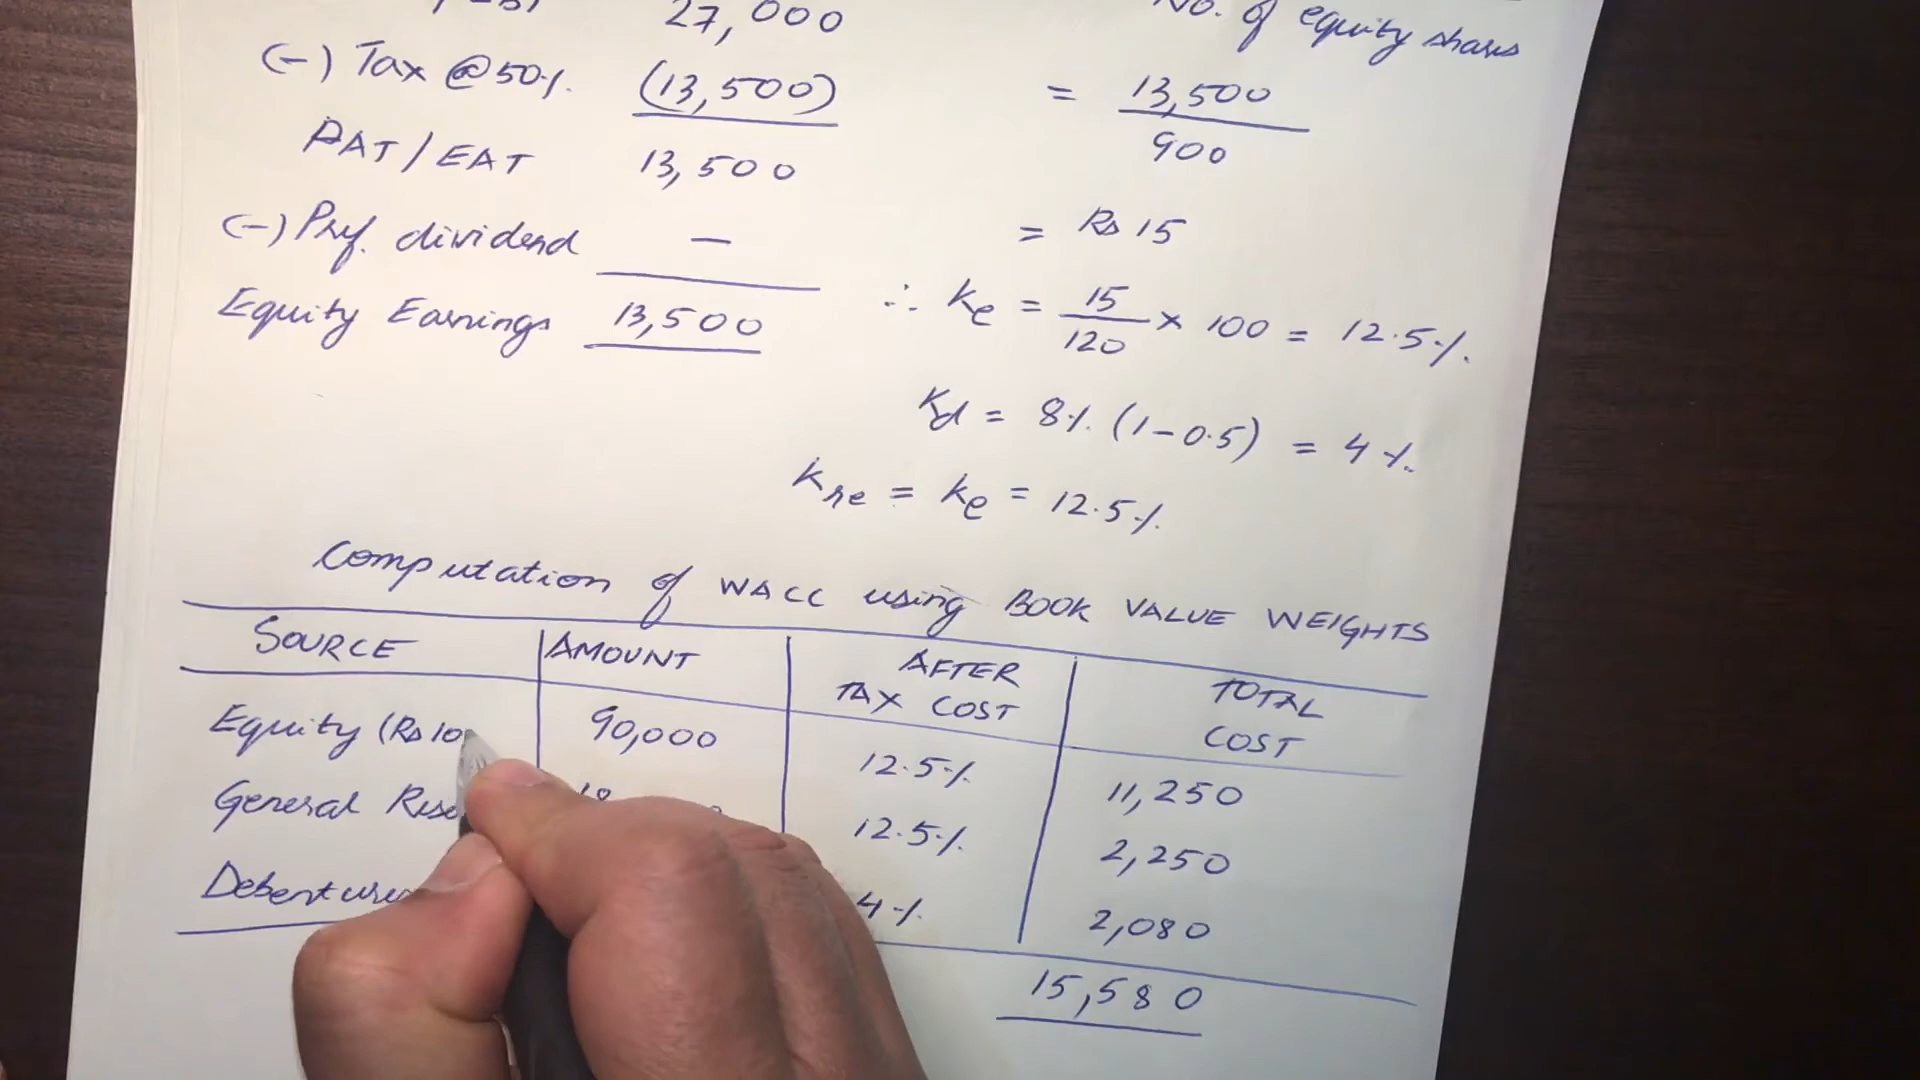 27,000
No. of equity shares
(-) Tax @ 50%. (13,500)
= 13,500
900
PAT/EAT 13,500
(-) Prf. dividend —
= Rs 15
Equity Earnings 13,500
∴ Ke = 15/120 × 100 = 12.5%.
Kd = 8%. (1-0.5) = 4%.
Kre = Ke = 12.5%.
Computation of WACC using BOOK VALUE WEIGHTS
SOURCE AMOUNT AFTER TAX COST TOTAL COST
Equity (Rs 10 90,000 12.5% 11,250
General 12.5% 2,250
4% 2,080
15,580